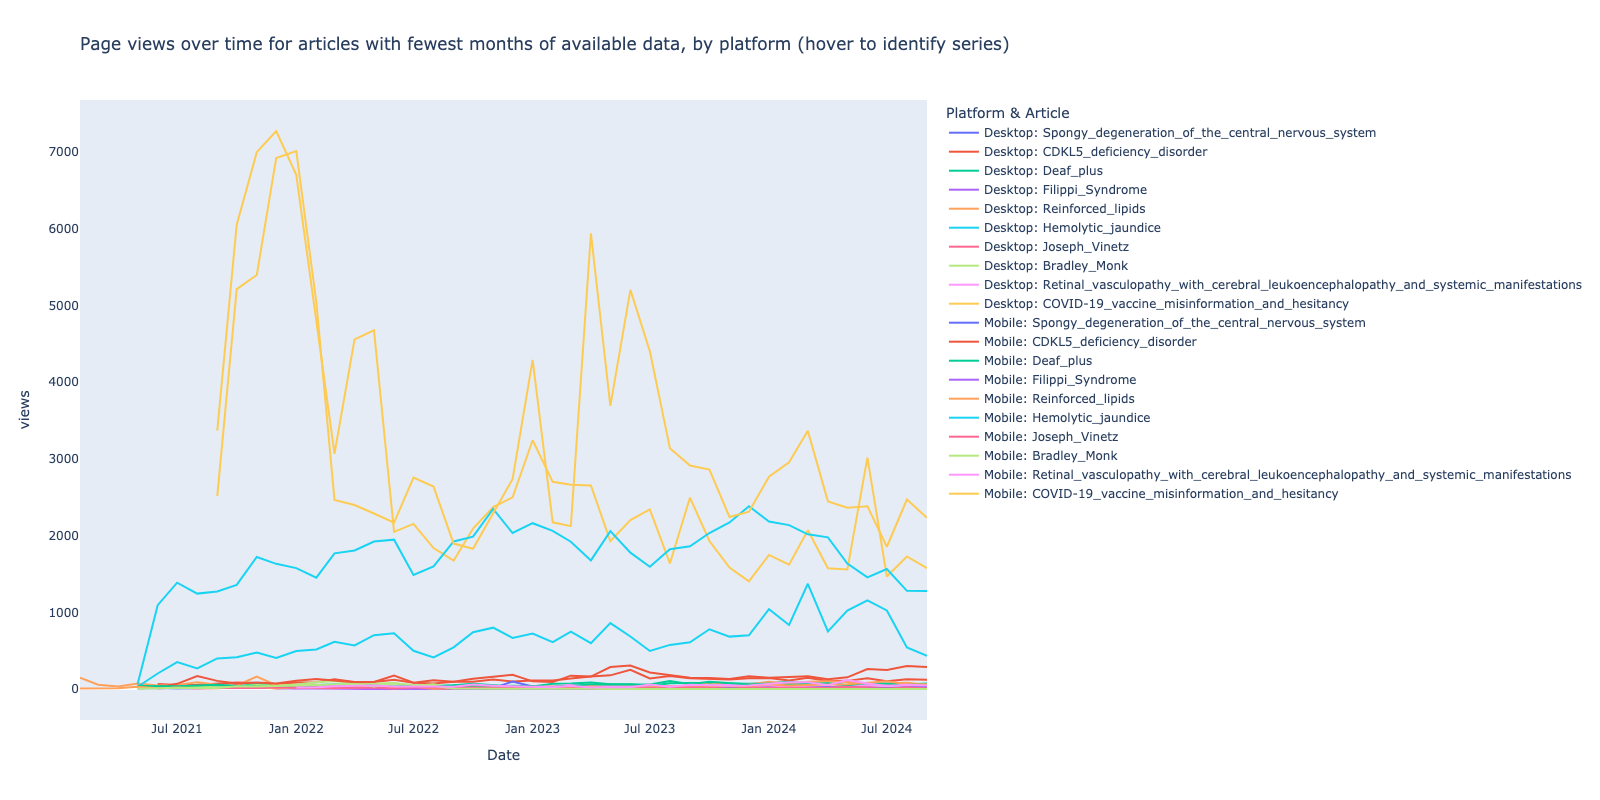 Page views over time for articles with fewest months of available data, by platform (hover to identify series)
Platform & Article
Desktop: Spongy_degeneration_of_the_central_nervous_system
Desktop: CDKL5_deficiency_disorder
Desktop: Deaf_plus
Desktop: Filippi_Syndrome
Desktop: Reinforced_lipids
Desktop: Hemolytic_jaundice
Desktop: Joseph_Vinetz
Desktop: Bradley_Monk
Desktop: Retinal_vasculopathy_with_cerebral_leukoencephalopathy_and_systemic_manifestations
Desktop: COVID-19_vaccine_misinformation_and_hesitancy
Mobile: Spongy_degeneration_of_the_central_nervous_system
Mobile: CDKL5_deficiency_disorder
Mobile: Deaf_plus
Mobile: Filippi_Syndrome
Mobile: Reinforced_lipids
Mobile: Hemolytic_jaundice
Mobile: Joseph_Vinetz
Mobile: Bradley_Monk
Mobile: Retinal_vasculopathy_with_cerebral_leukoencephalopathy_and_systemic_manifestations
Mobile: COVID-19_vaccine_misinformation_and_hesitancy
7000
6000
5000
4000
3000
2000
1000
0
views
Jul 2021 Jan 2022 Jul 2022 Jan 2023 Jul 2023 Jan 2024 Jul 2024
Date